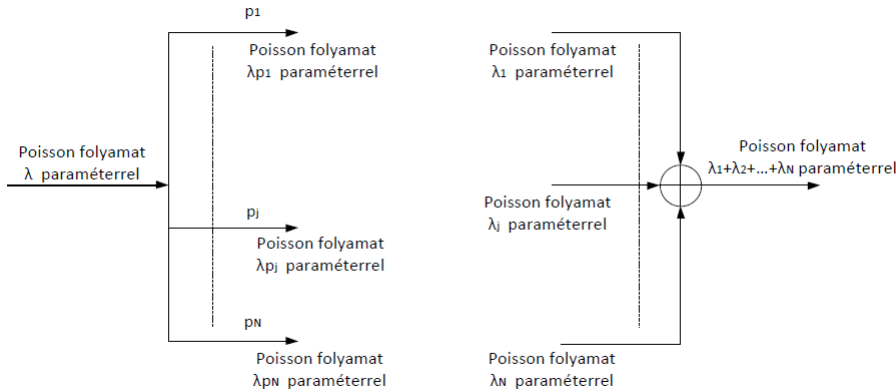 p1
Poisson folyamat
λp1 paraméterrel
Poisson folyamat
λ paraméterrel
pj
Poisson folyamat
λpj paraméterrel
pN
Poisson folyamat
λpN paraméterrel
Poisson folyamat
λ1 paraméterrel
Poisson folyamat
λj paraméterrel
Poisson folyamat
λN paraméterrel
Poisson folyamat
λ1+λ2+...+λN paraméterrel